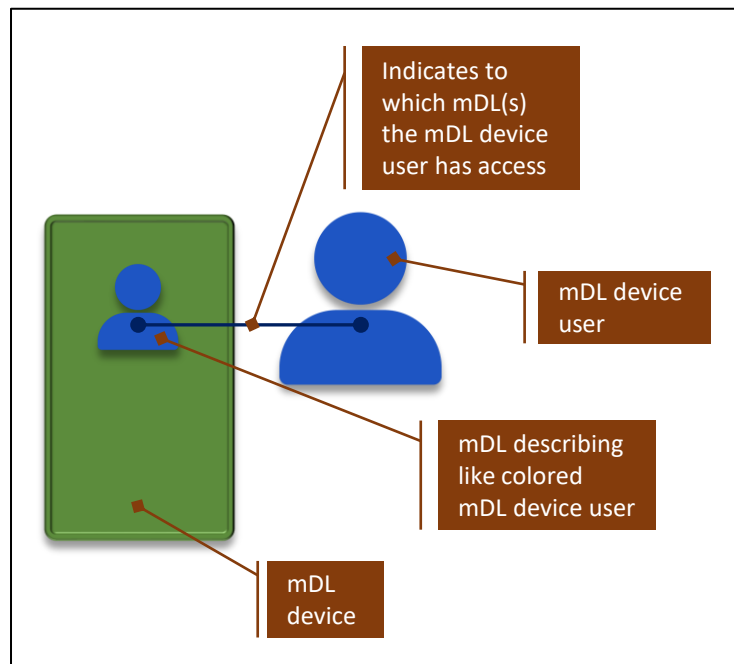 Indicates to
which mDL(s)
the mDL device
user has access
mDL device
user
mDL describing
like colored
mDL device user
mDL
device